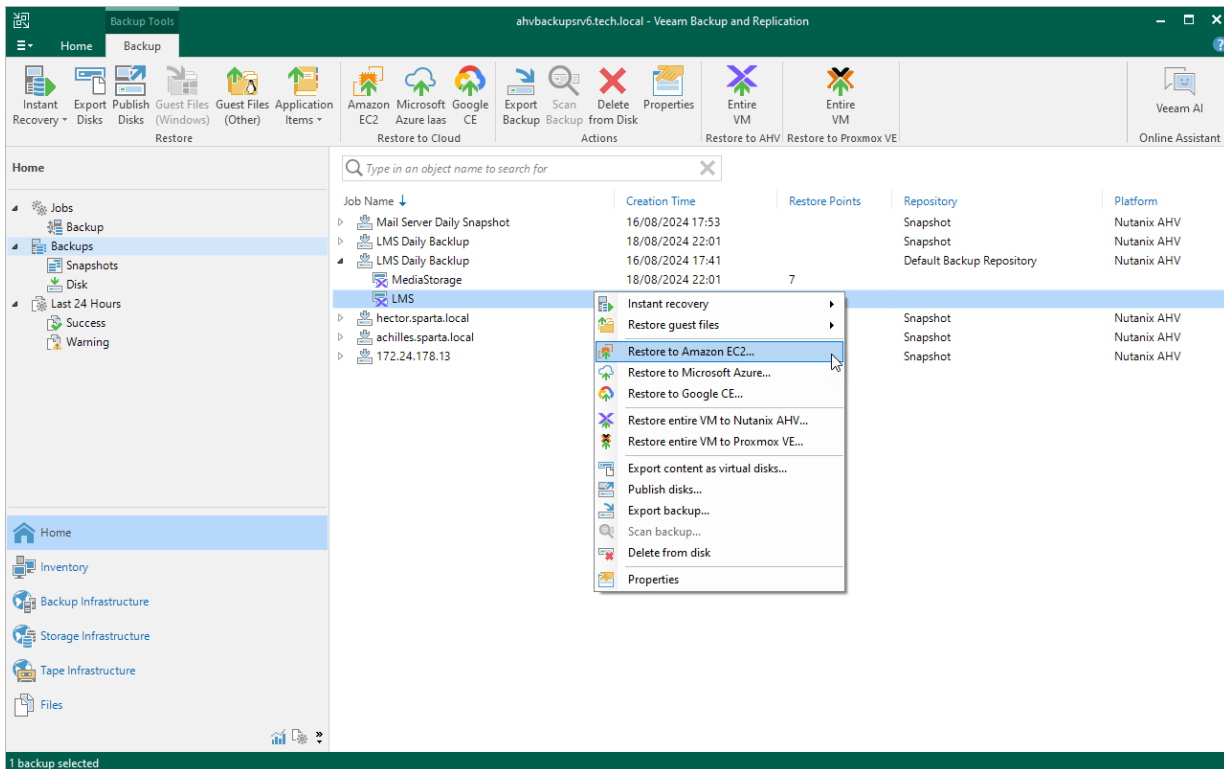 Backup Tools
ahvbackupsrv6.tech.local - Veeam Backup and Replication
Home Backup
?
Instant Recovery Export Disks Publish Disks Guest Files (Windows) Guest Files (Other) Application Items
Amazon EC2 Microsoft Azure Iaas Google CE
Export Backup Scan Backup Delete from Disk Properties
Entire VM
Entire VM
Veeam AI
Restore Restore to Cloud Actions Restore to AHV Restore to Proxmox VE Online Assistant
Home
Type in an object name to search for
Jobs
Backup
Backups
Snapshots
Disk
Last 24 Hours
Success
Warning
Job Name Creation Time Restore Points Repository Platform
Mail Server Daily Snapshot 16/08/2024 17:53 Snapshot Nutanix AHV
LMS Daily Backlup 18/08/2024 22:01 Snapshot Nutanix AHV
LMS Daily Backlup 16/08/2024 17:41 Default Backup Repository Nutanix AHV
MediaStorage 18/08/2024 22:01 7
LMS
hector.sparta.local Snapshot Nutanix AHV
achilles.sparta.local Snapshot Nutanix AHV
172.24.178.13 Snapshot Nutanix AHV
Instant recovery
Restore guest files
Restore to Amazon EC2...
Restore to Microsoft Azure...
Restore to Google CE...
Restore entire VM to Nutanix AHV...
Restore entire VM to Proxmox VE...
Export content as virtual disks...
Publish disks...
Export backup...
Scan backup...
Delete from disk
Properties
Home
Inventory
Backup Infrastructure
Storage Infrastructure
Tape Infrastructure
Files
1 backup selected